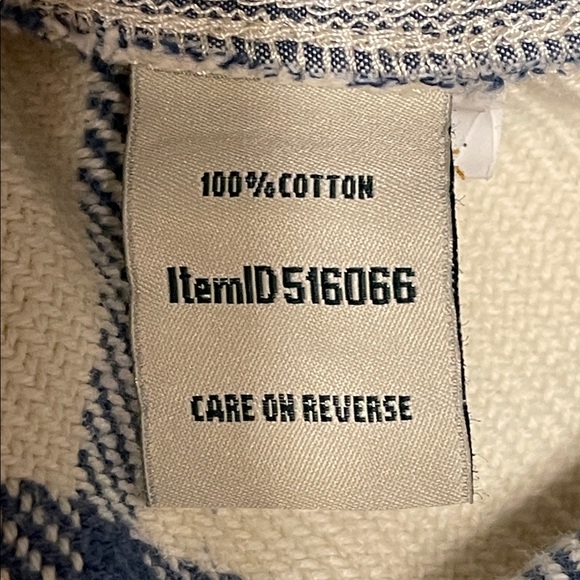 100% COTTON
ItemID 516066
CARE ON REVERSE